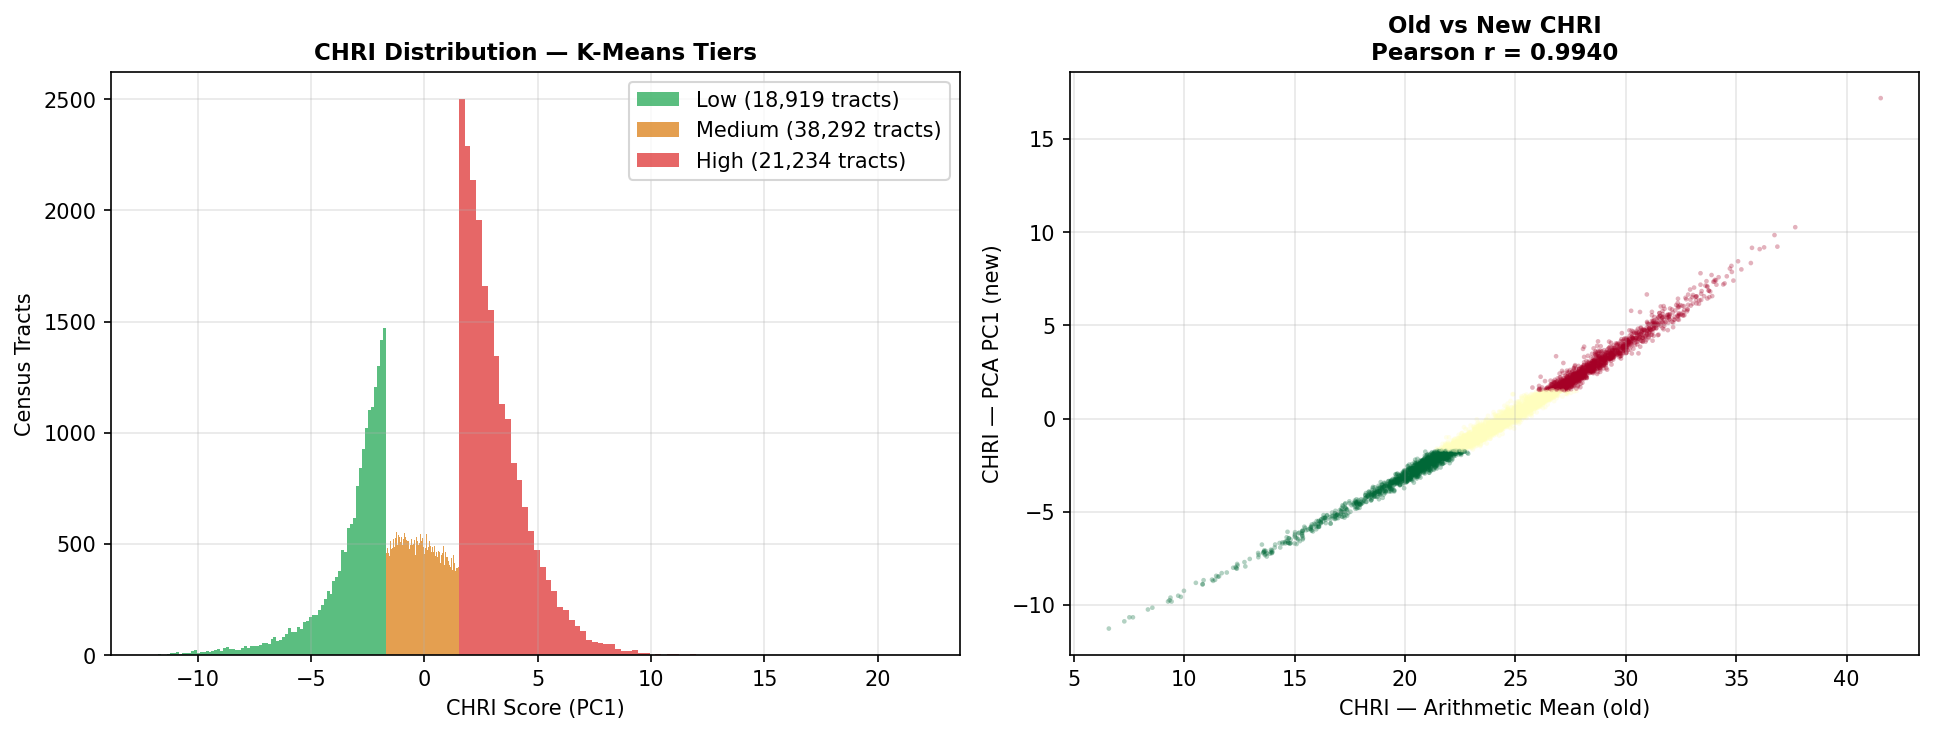 CHRI Distribution — K-Means Tiers
Low (18,919 tracts)
Medium (38,292 tracts)
High (21,234 tracts)
Census Tracts
2500
2000
1500
1000
500
0
−10
−5
0
5
10
15
20
CHRI Score (PC1)
Old vs New CHRI
Pearson r = 0.9940
CHRI — PCA PC1 (new)
15
10
5
0
−5
−10
5
10
15
20
25
30
35
40
CHRI — Arithmetic Mean (old)